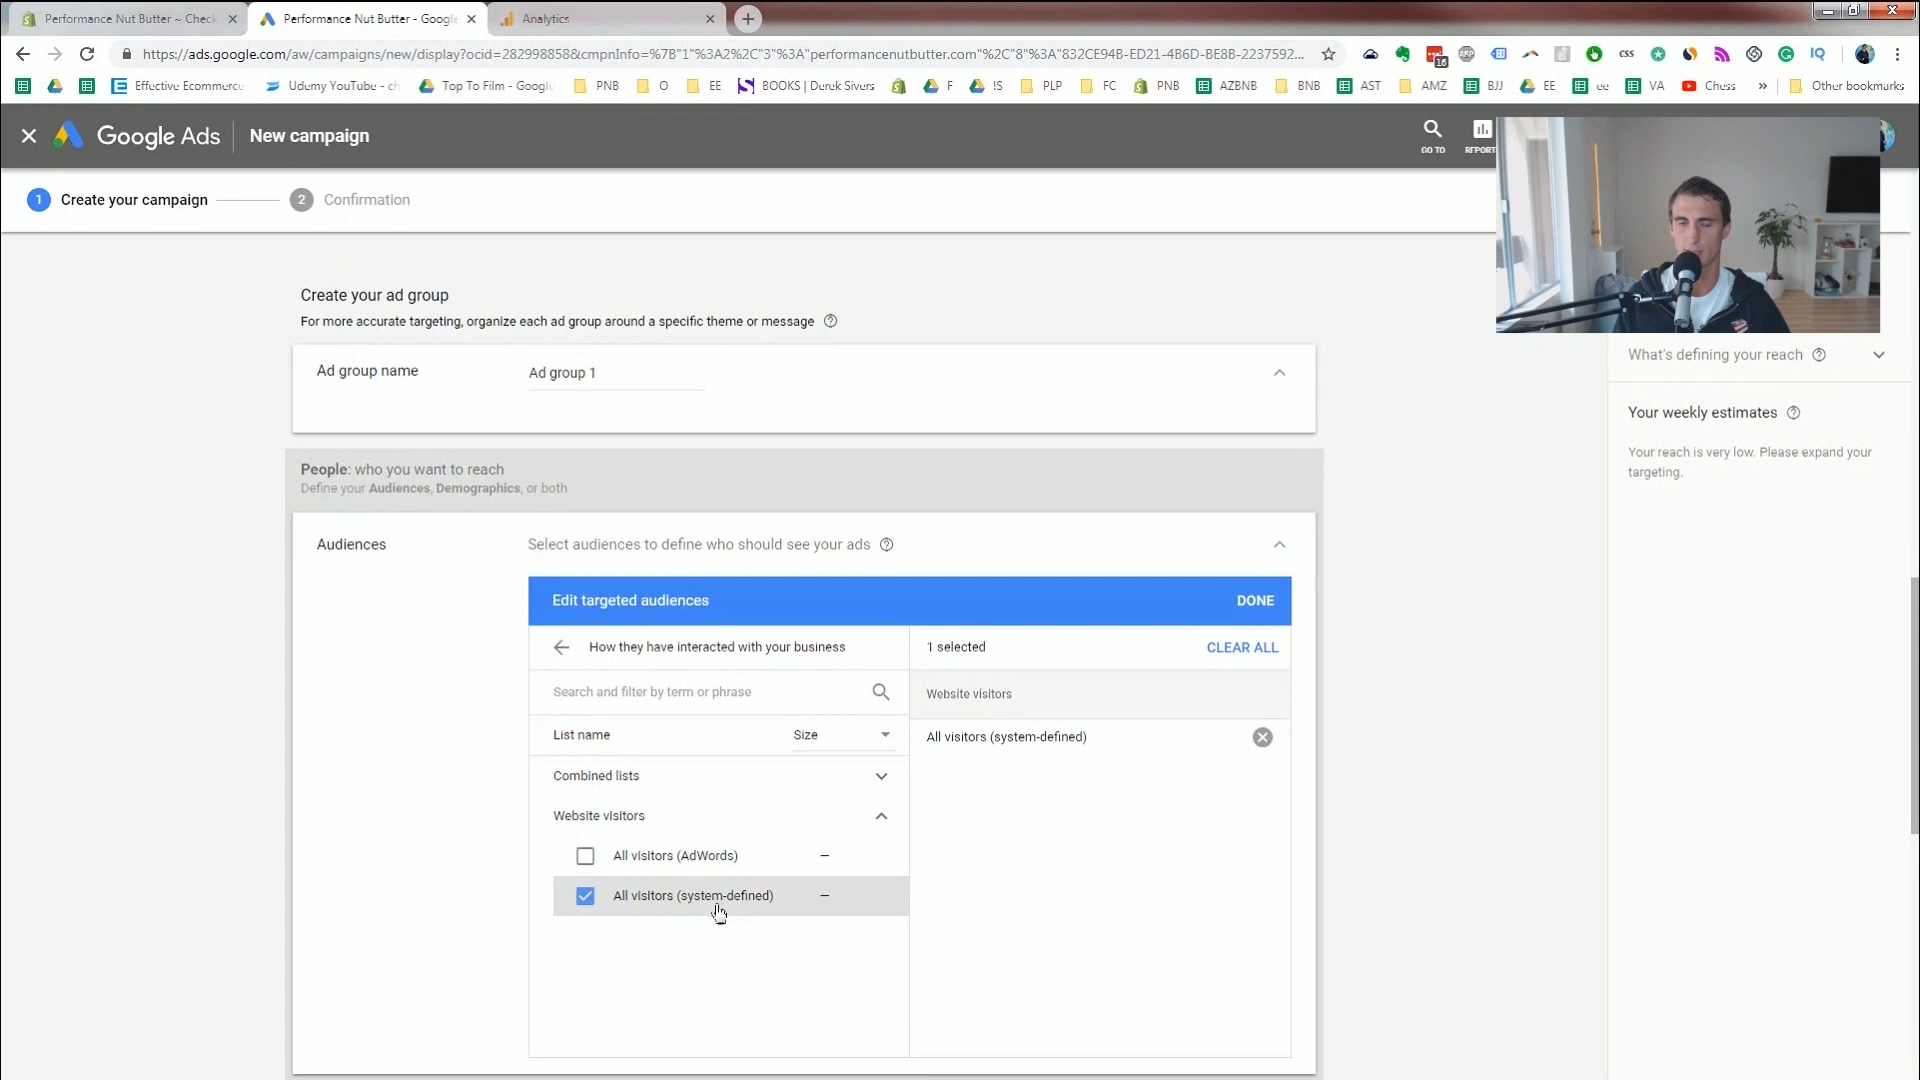 Performance Nut Butter ~ Check
Performance Nut Butter - Google
Analytics
https://ads.google.com/aw/campaigns/new/display?ocid=282998858&cmpnInfo=%7B"1"%3A2%2C"3"%3A"performancenutbutter.com"%2C"8"%3A"832CE94B-ED21-4B6D-BE8B-2237592...
16
ABP
CSS
IQ
Effective Ecommerc
Udemy YouTube - ch
Top To Film - Google
PNB
O
EE
BOOKS | Derek Sivers
F
!S
PLP
FC
PNB
AZBNB
BNB
AST
AMZ
BJJ
EE
ee
VA
Chess
»
Other bookmarks
Google Ads
New campaign
GO TO
REPORT
1
Create your campaign
2
Confirmation
Create your ad group
For more accurate targeting, organize each ad group around a specific theme or message
Ad group name
Ad group 1
What's defining your reach
Your weekly estimates
Your reach is very low. Please expand your
targeting.
People: who you want to reach
Define your Audiences, Demographics, or both
Audiences
Select audiences to define who should see your ads
Edit targeted audiences
DONE
How they have interacted with your business
1 selected
CLEAR ALL
Search and filter by term or phrase
Website visitors
List name
Size
All visitors (system-defined)
Combined lists
Website visitors
All visitors (AdWords)
–
All visitors (system-defined)
–